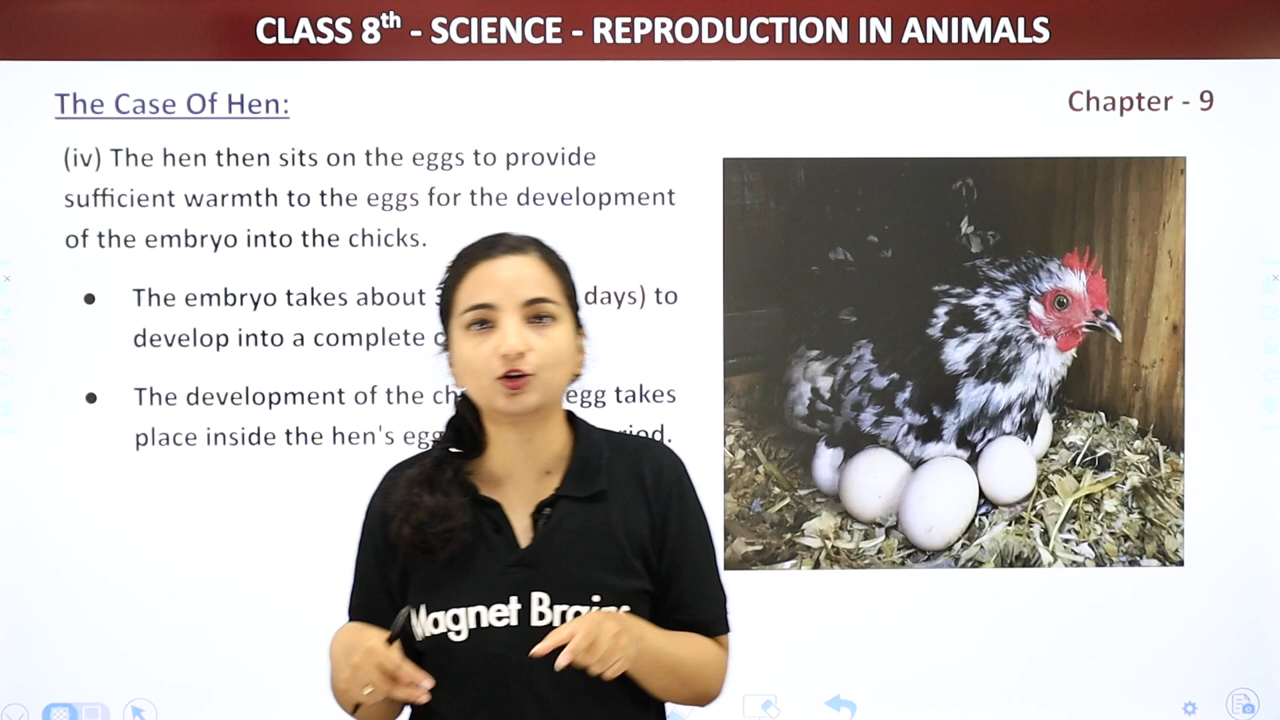 CLASS 8th - SCIENCE - REPRODUCTION IN ANIMALS
The Case Of Hen:
Chapter - 9
(iv) The hen then sits on the eggs to provide
sufficient warmth to the eggs for the development
of the embryo into the chicks.
The embryo takes about days) to
develop into a complete
The development of the egg takes
place inside the hen's
Magnet Brains